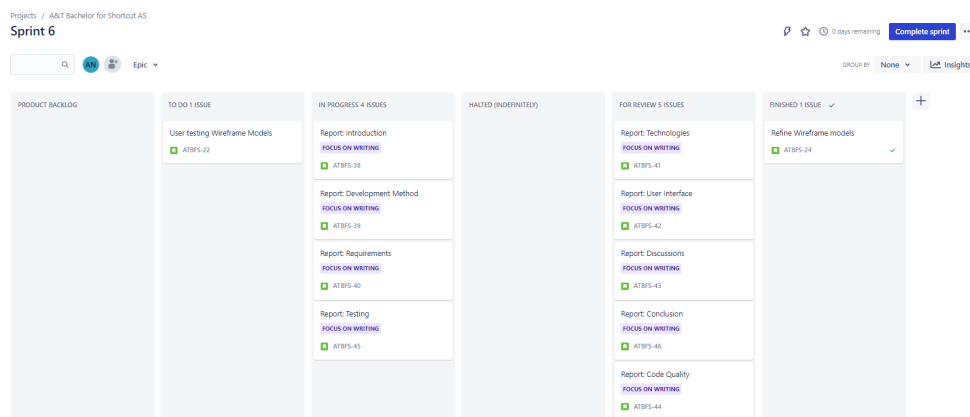 Projects / A&T Bachelor for Shortcut AS
Sprint 6
0 days remaining
Complete sprint
AN
Epic
GROUP BY
None
Insights
PRODUCT BACKLOG
TO DO 1 ISSUE
User testing Wireframe Models
ATBFS-22
IN PROGRESS 4 ISSUES
Report: Introduction
FOCUS ON WRITING
ATBFS-38
Report: Development Method
FOCUS ON WRITING
ATBFS-39
Report: Requirements
FOCUS ON WRITING
ATBFS-40
Report: Testing
FOCUS ON WRITING
ATBFS-45
HALTED (INDEFINITELY)
FOR REVIEW 5 ISSUES
Report: Technologies
FOCUS ON WRITING
ATBFS-41
Report: User Interface
FOCUS ON WRITING
ATBFS-42
Report: Discussions
FOCUS ON WRITING
ATBFS-43
Report: Conclusion
FOCUS ON WRITING
ATBFS-46
Report: Code Quality
FOCUS ON WRITING
ATBFS-44
FINISHED 1 ISSUE
Refine Wireframe models
ATBFS-24